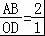 AB/OD = 2/1